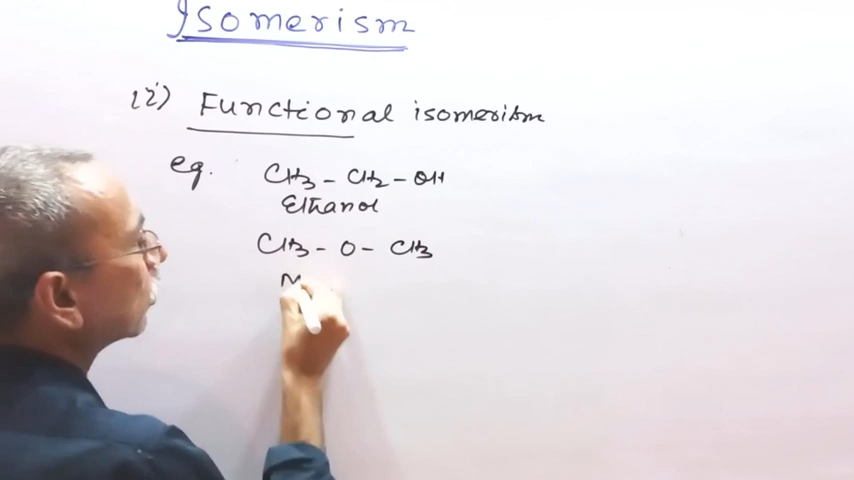 Isomerism
(2) Functional isomerism
eg. CH3 - CH2 - OH
Ethanol
CH3 - O - CH3
M